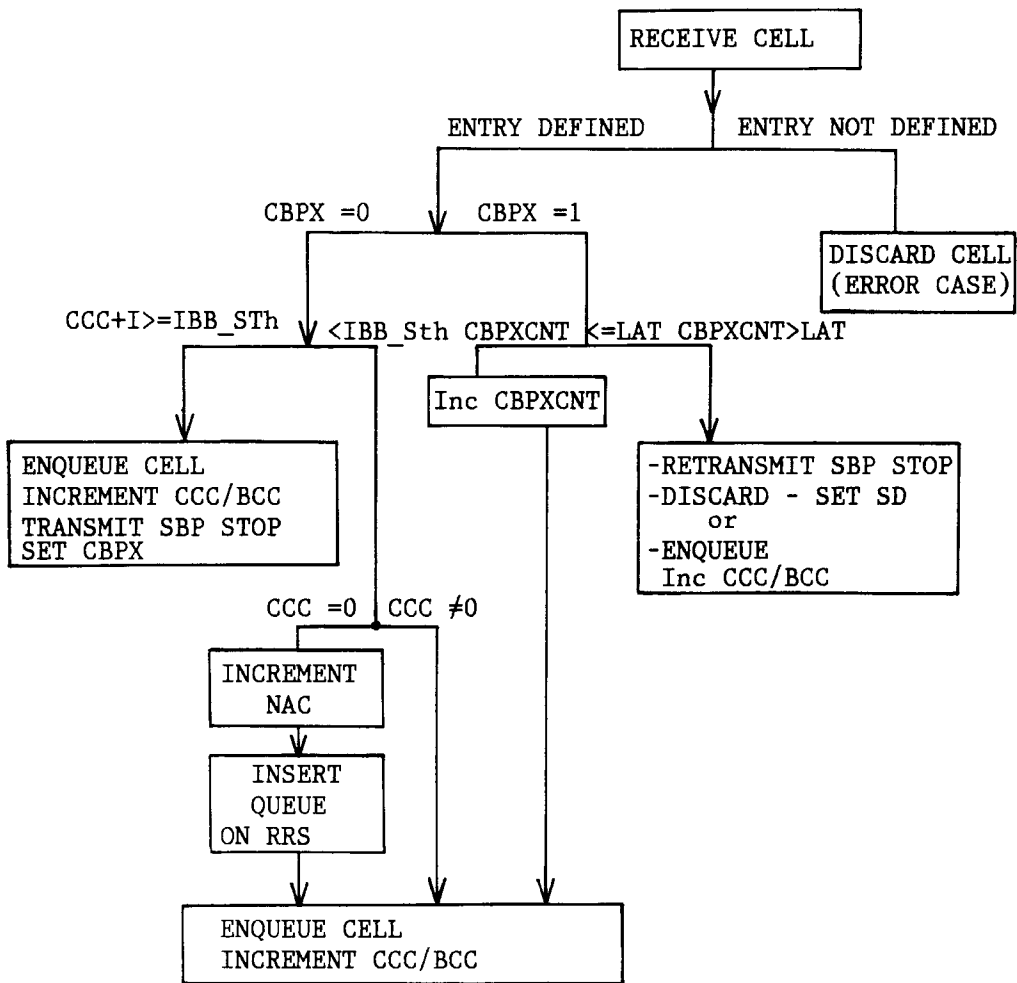 RECEIVE CELL
ENTRY DEFINED ENTRY NOT DEFINED
CBPX =0 CBPX =1
DISCARD CELL
(ERROR CASE)
CCC+I>=IBB_STh <IBB_Sth CBPXCNT <=LAT CBPXCNT>LAT
Inc CBPXCNT
ENQUEUE CELL
INCREMENT CCC/BCC
TRANSMIT SBP STOP
SET CBPX
-RETRANSMIT SBP STOP
-DISCARD - SET SD
or
-ENQUEUE
Inc CCC/BCC
CCC =0 CCC ≠0
INCREMENT
NAC
INSERT
QUEUE
ON RRS
ENQUEUE CELL
INCREMENT CCC/BCC